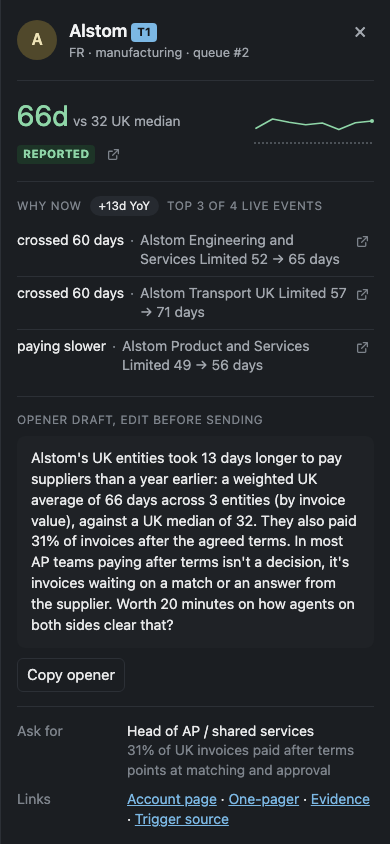 A
Alstom T1
FR · manufacturing · queue #2
66d vs 32 UK median
REPORTED
WHY NOW +13d YoY TOP 3 OF 4 LIVE EVENTS
crossed 60 days · Alstom Engineering and
Services Limited 52 → 65 days
crossed 60 days · Alstom Transport UK Limited 57
→ 71 days
paying slower · Alstom Product and Services
Limited 49 → 56 days
OPENER DRAFT, EDIT BEFORE SENDING
Alstom's UK entities took 13 days longer to pay
suppliers than a year earlier: a weighted UK
average of 66 days across 3 entities (by invoice
value), against a UK median of 32. They also paid
31% of invoices after the agreed terms. In most
AP teams paying after terms isn't a decision, it's
invoices waiting on a match or an answer from
the supplier. Worth 20 minutes on how agents on
both sides clear that?
Copy opener
Ask for Head of AP / shared services
31% of UK invoices paid after terms
points at matching and approval
Links Account page · One-pager · Evidence
· Trigger source